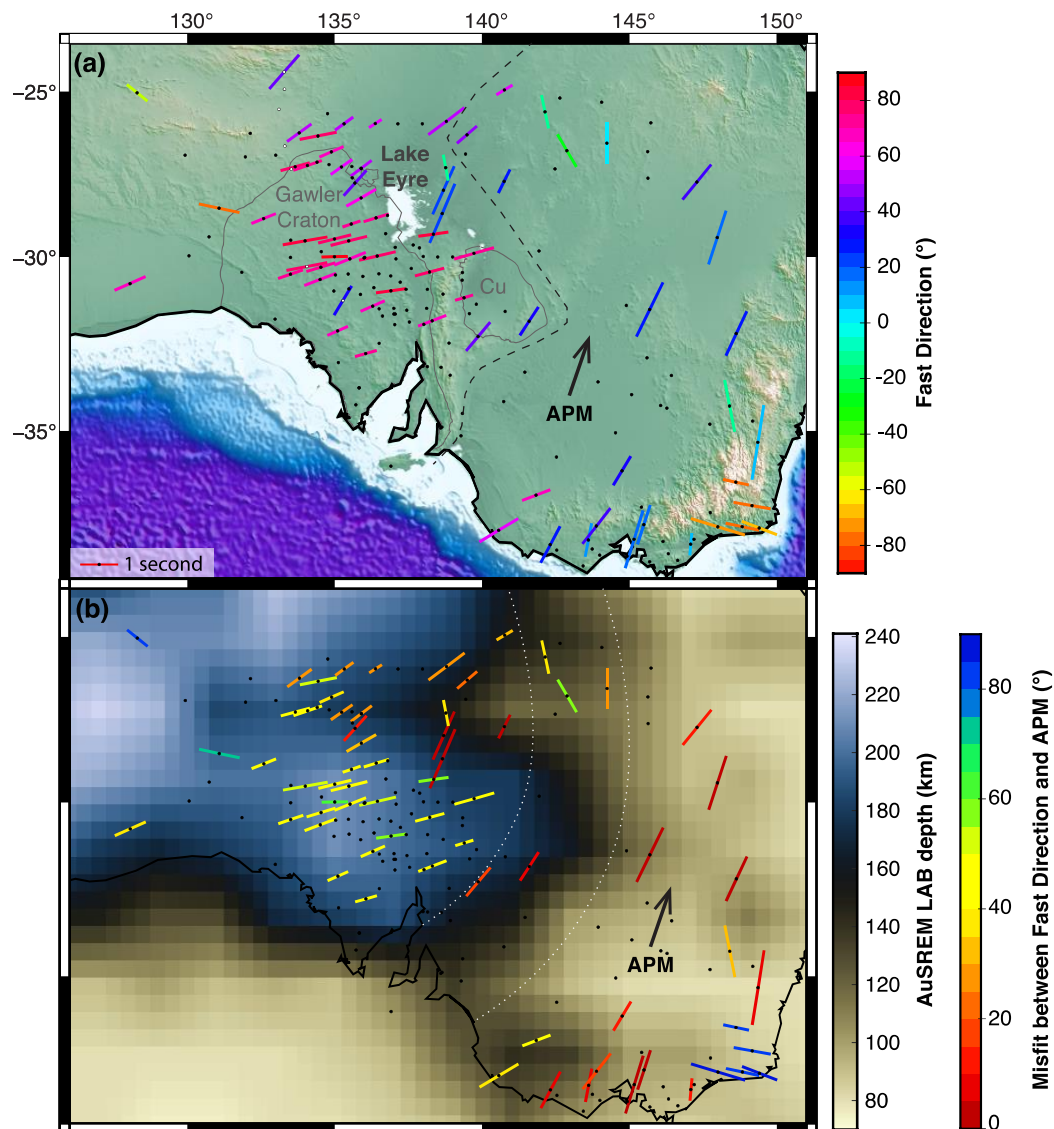 130° 135° 140° 145° 150°
(a)
−25°
−30°
−35°
Lake
Eyre
Gawler
Craton
Cu
APM
1 second
80
60
40
20
0
-20
-40
-60
-80
Fast Direction (°)
(b)
APM
240
220
200
180
160
140
120
100
80
AuSREM LAB depth (km)
80
60
40
20
0
Misfit between Fast Direction and APM (°)